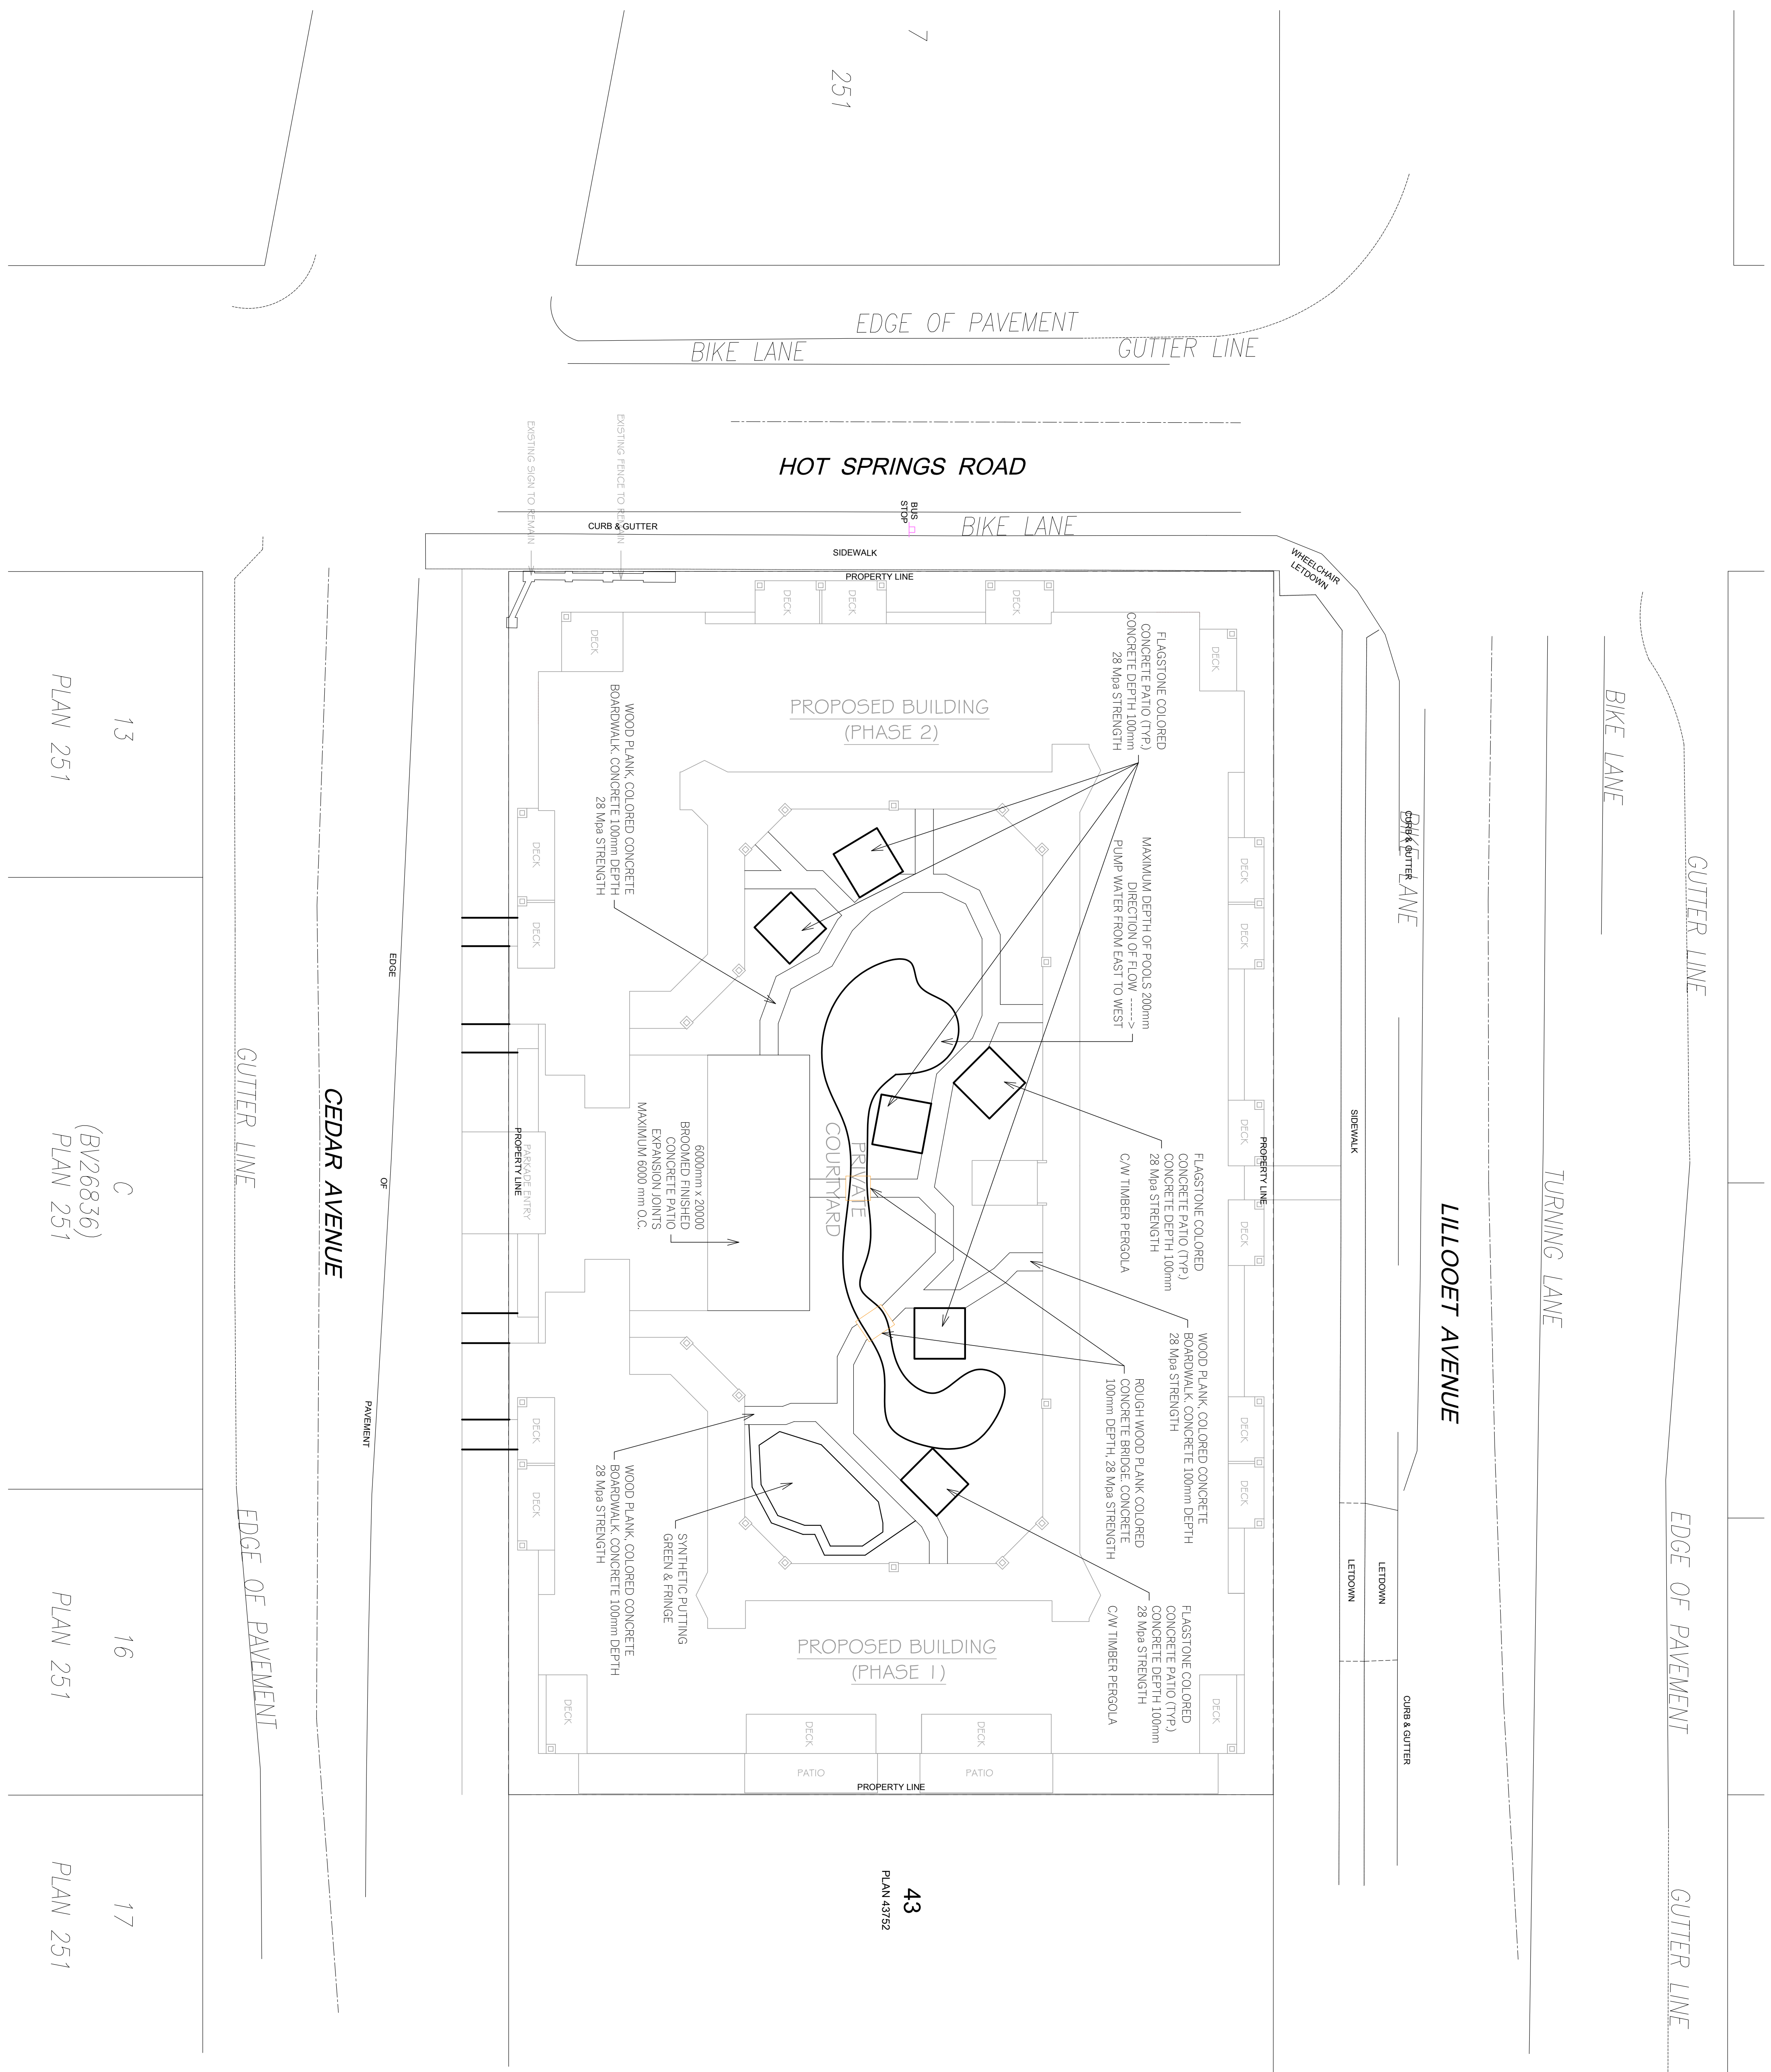 7
251
EDGE OF PAVEMENT
BIKE LANE
GUTTER LINE
HOT SPRINGS ROAD
EXISTING SIGN TO REMAIN
EXISTING FENCE TO REMAIN
CURB & GUTTER
BUS
STOP
BIKE LANE
SIDEWALK
WHEELCHAIR
LETDOWN
PROPERTY LINE
DECK
DECK
DECK
DECK
DECK
PROPOSED BUILDING
(PHASE 2)
FLAGSTONE COLORED
CONCRETE PATIO (TYP.)
CONCRETE DEPTH 100mm
28 Mpa STRENGTH
WOOD PLANK, COLORED CONCRETE
BOARDWALK. CONCRETE 100mm DEPTH
28 Mpa STRENGTH
MAXIMUM DEPTH OF POOLS 200mm
DIRECTION OF FLOW ----->
PUMP WATER FROM EAST TO WEST
DECK
DECK
DECK
DECK
DECK
DECK
DECK
DECK
PRIVATE
COURTYARD
6000mm x 20000
BROOMED FINISHED
CONCRETE PATIO
EXPANSION JOINTS
MAXIMUM 6000 mm O.C.
FLAGSTONE COLORED
CONCRETE PATIO (TYP.)
CONCRETE DEPTH 100mm
28 Mpa STRENGTH
C/W TIMBER PERGOLA
PROPERTY LINE
PARKADE ENTRY
PROPERTY LINE
WOOD PLANK, COLORED CONCRETE
BOARDWALK. CONCRETE 100mm DEPTH
28 Mpa STRENGTH
ROUGH WOOD PLANK COLORED
CONCRETE BRIDGE. CONCRETE
100mm DEPTH, 28 Mpa STRENGTH
WOOD PLANK, COLORED CONCRETE
BOARDWALK. CONCRETE 100mm DEPTH
28 Mpa STRENGTH
SYNTHETIC PUTTING
GREEN & FRINGE
FLAGSTONE COLORED
CONCRETE PATIO (TYP.)
CONCRETE DEPTH 100mm
28 Mpa STRENGTH
C/W TIMBER PERGOLA
DECK
DECK
PROPOSED BUILDING
(PHASE 1)
DECK
DECK
DECK
DECK
PATIO
PATIO
PROPERTY LINE
43
PLAN 43752
CEDAR AVENUE
EDGE
OF
PAVEMENT
GUTTER LINE
EDGE OF PAVEMENT
13
PLAN 251
C
(BV26836)
PLAN 251
16
PLAN 251
17
PLAN 251
LILLOOET AVENUE
SIDEWALK
CURB & GUTTER
BIKE LANE
BIKE LANE
TURNING LANE
LETDOWN
LETDOWN
CURB & GUTTER
GUTTER LINE
EDGE OF PAVEMENT
GUTTER LINE